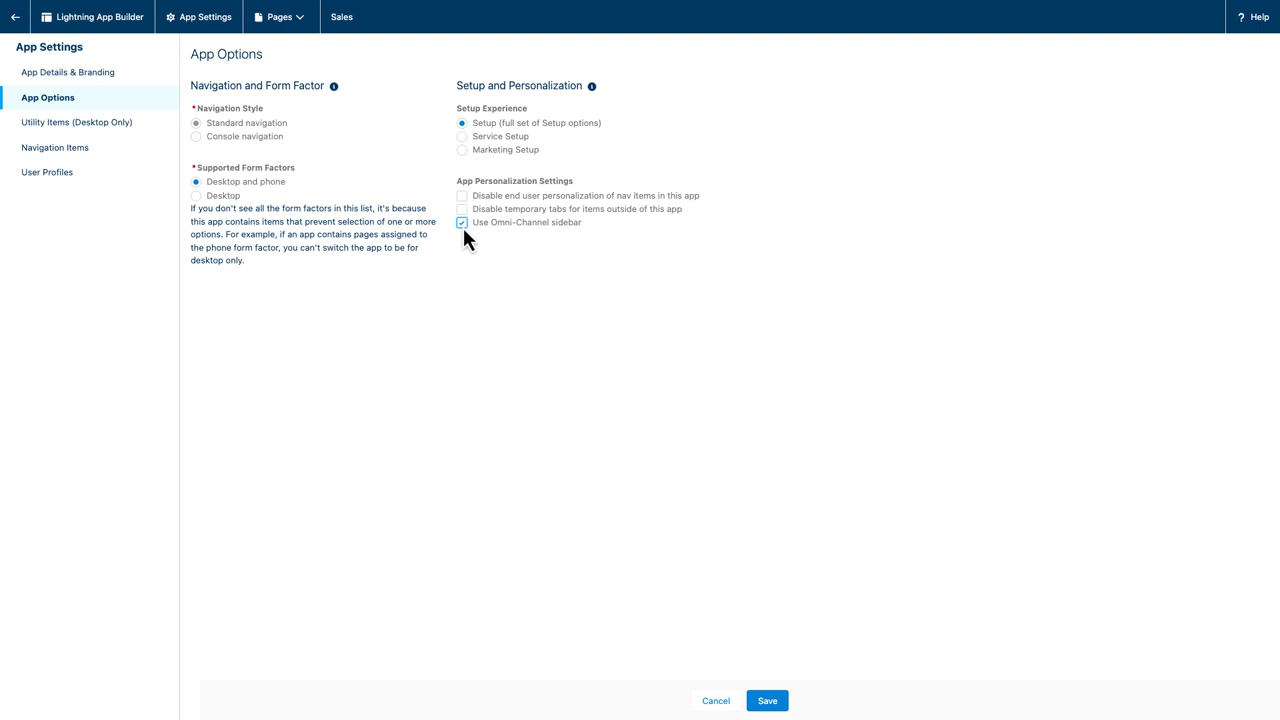 Lightning App Builder
App Settings
Pages
Sales
? Help
App Settings
App Details & Branding
App Options
Utility Items (Desktop Only)
Navigation Items
User Profiles
App Options
Navigation and Form Factor
* Navigation Style
Standard navigation
Console navigation
* Supported Form Factors
Desktop and phone
Desktop
If you don't see all the form factors in this list, it's because
this app contains items that prevent selection of one or more
options. For example, if an app contains pages assigned to
the phone form factor, you can't switch the app to be for
desktop only.
Setup and Personalization
Setup Experience
Setup (full set of Setup options)
Service Setup
Marketing Setup
App Personalization Settings
Disable end user personalization of nav items in this app
Disable temporary tabs for items outside of this app
Use Omni-Channel sidebar
Cancel
Save